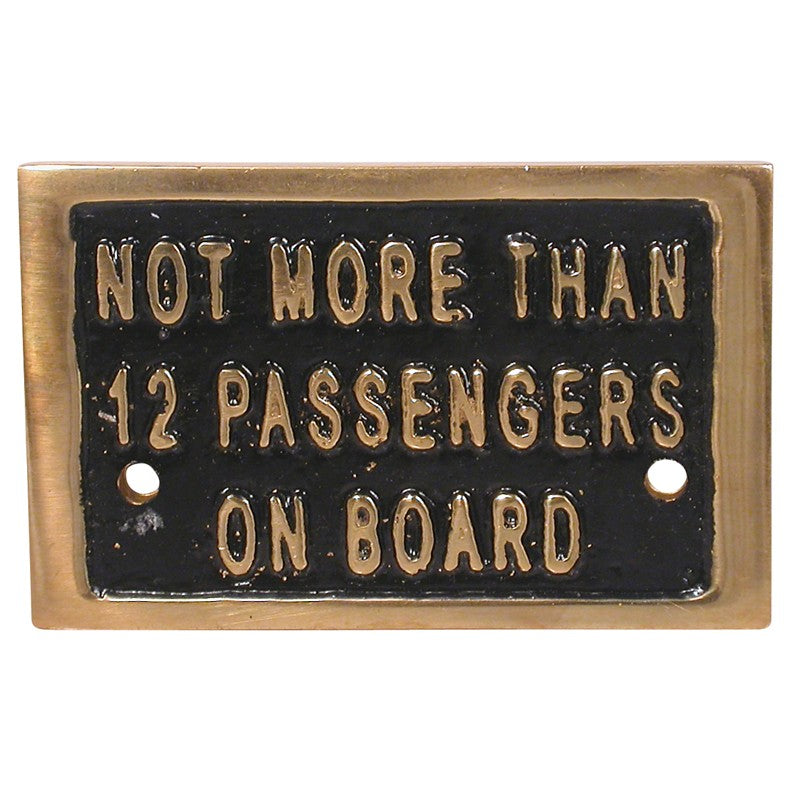 NOT MORE THAN
12 PASSENGERS
ON BOARD